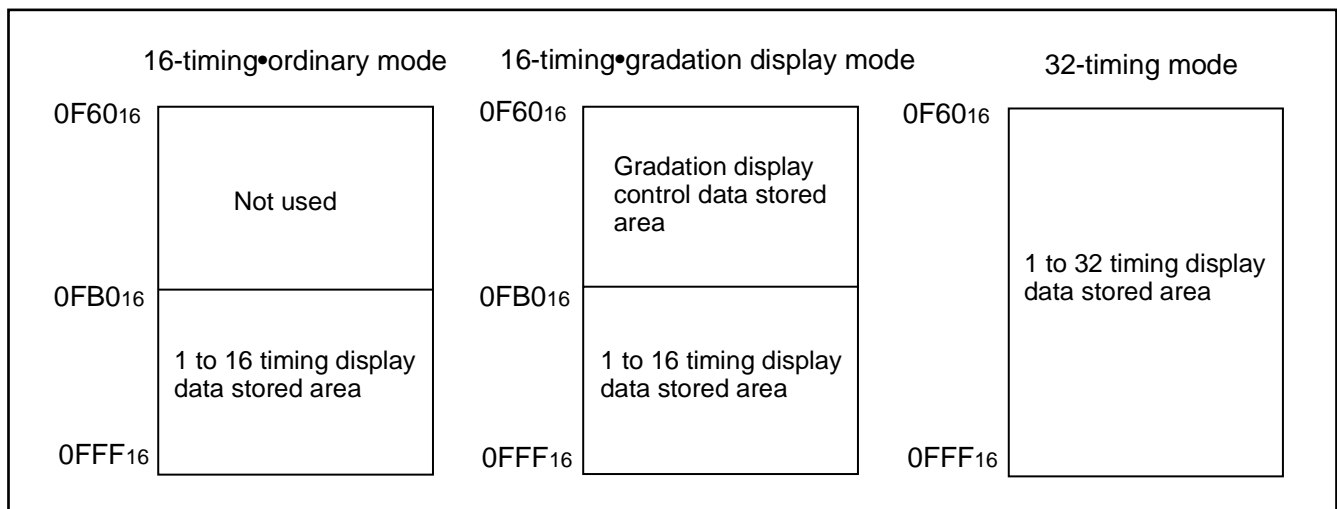 16-timing•ordinary mode
0F6016
Not used
0FB016
1 to 16 timing display
data stored area
0FFF16
16-timing•gradation display mode
0F6016
Gradation display
control data stored
area
0FB016
1 to 16 timing display
data stored area
0FFF16
32-timing mode
0F6016
1 to 32 timing display
data stored area
0FFF16